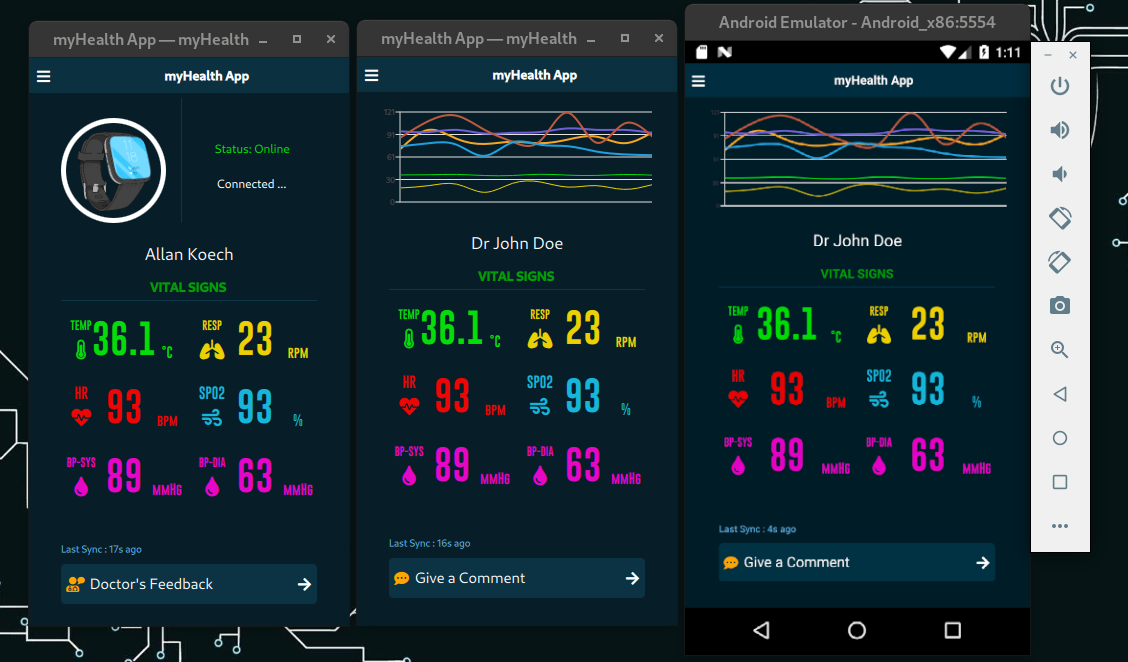 myHealth App — myHealth
myHealth App
Status: Online
Connected ...
Allan Koech
VITAL SIGNS
TEMP 36.1 °C
RESP 23 RPM
HR 93 BPM
SPO2 93 %
BP-SYS 89 MMHG
BP-DIA 63 MMHG
Last Sync : 17s ago
Doctor's Feedback
myHealth App — myHealth
myHealth App
121
91
61
30
0
Dr John Doe
VITAL SIGNS
TEMP 36.1 °C
RESP 23 RPM
HR 93 BPM
SPO2 93 %
BP-SYS 89 MMHG
BP-DIA 63 MMHG
Last Sync : 16s ago
Give a Comment
Android Emulator - Android_x86:5554
1:11
myHealth App
Dr John Doe
VITAL SIGNS
TEMP 36.1 °C
RESP 23 RPM
HR 93 BPM
SPO2 93 %
BP-SYS 89 MMHG
BP-DIA 63 MMHG
Last Sync : 4s ago
Give a Comment